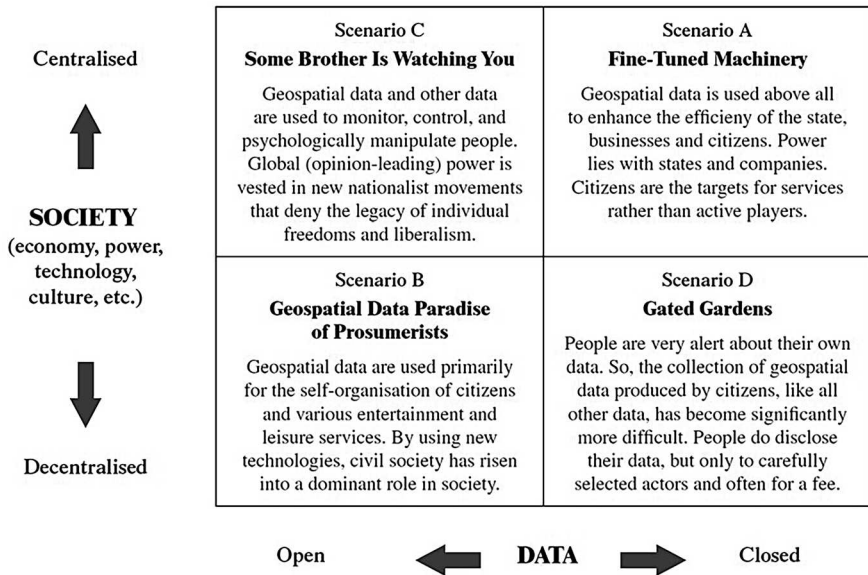 Centralised
SOCIETY
(economy, power,
technology,
culture, etc.)
Decentralised
Scenario C
Some Brother Is Watching You
Geospatial data and other data
are used to monitor, control, and
psychologically manipulate people.
Global (opinion-leading) power is
vested in new nationalist movements
that deny the legacy of individual
freedoms and liberalism.
Scenario A
Fine-Tuned Machinery
Geospatial data is used above all
to enhance the efficieny of the state,
businesses and citizens. Power
lies with states and companies.
Citizens are the targets for services
rather than active players.
Scenario B
Geospatial Data Paradise
of Prosumerists
Geospatial data are used primarily
for the self-organisation of citizens
and various entertainment and
leisure services. By using new
technologies, civil society has risen
into a dominant role in society.
Scenario D
Gated Gardens
People are very alert about their own
data. So, the collection of geospatial
data produced by citizens, like all
other data, has become significantly
more difficult. People do disclose
their data, but only to carefully
selected actors and often for a fee.
Open
DATA
Closed